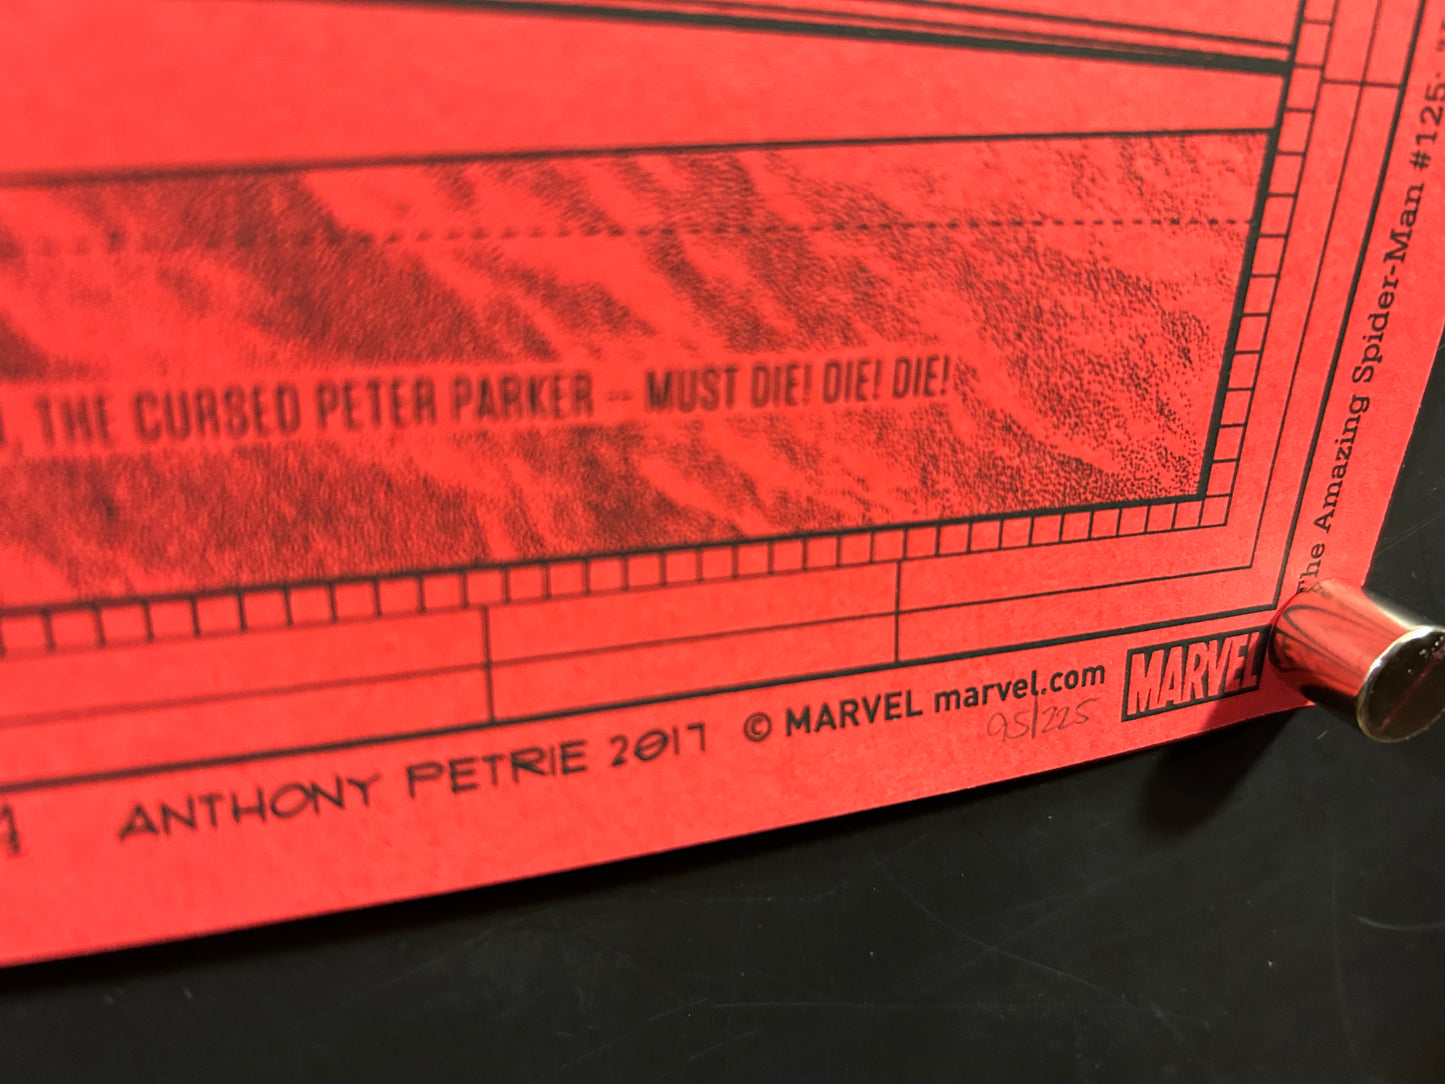 THE CURSED PETER PARKER -- MUST DIE! DIE! DIE!
The Amazing Spider-Man #125:
ANTHONY PETRIE 2017
© MARVEL marvel.com
95/225
MARVEL